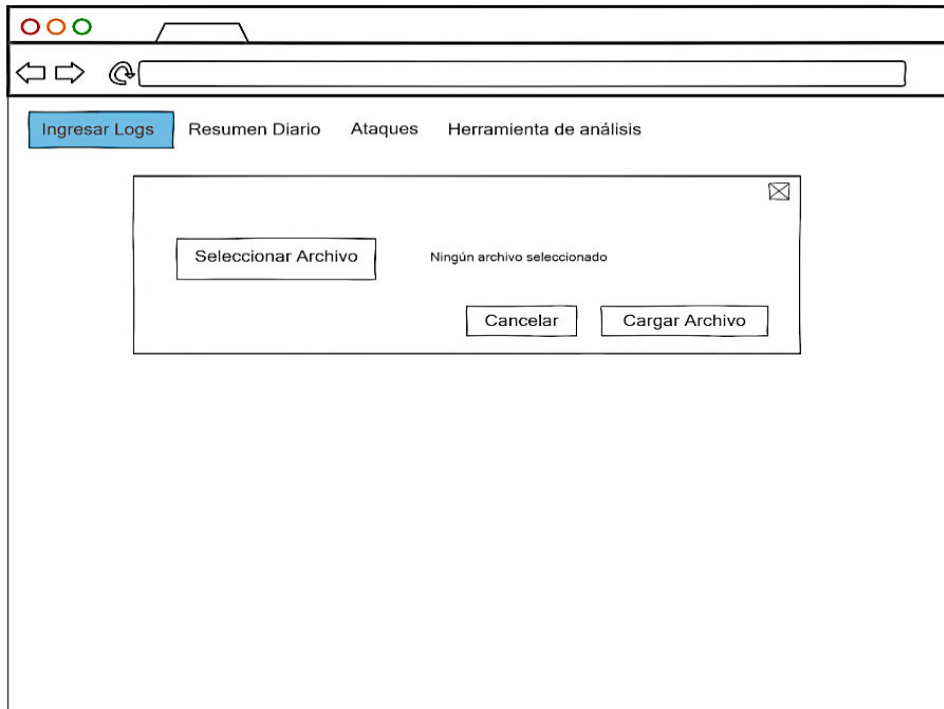 Ingresar Logs Resumen Diario Ataques Herramienta de análisis
Seleccionar Archivo Ningún archivo seleccionado
Cancelar Cargar Archivo